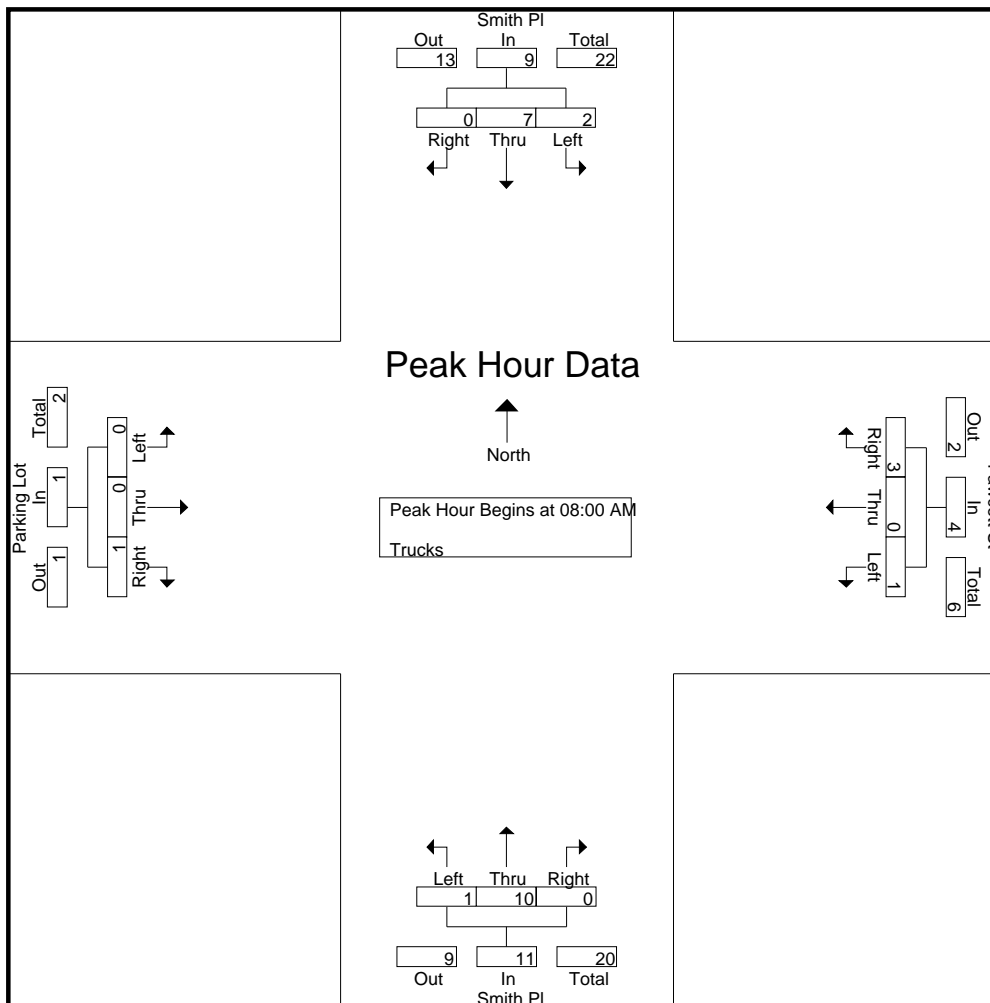 Smith Pl
Out In Total
13 9 22
0 7 2
Right Thru Left
Peak Hour Data
North
Peak Hour Begins at 08:00 AM
Trucks
Parking Lot
Out In Total
1 1 2
Left Thru Right
0 0 1
Out In Total
2 4 6
Right Thru Left
3 0 1
Left Thru Right
1 10 0
9 11 20
Out In Total
Smith Pl